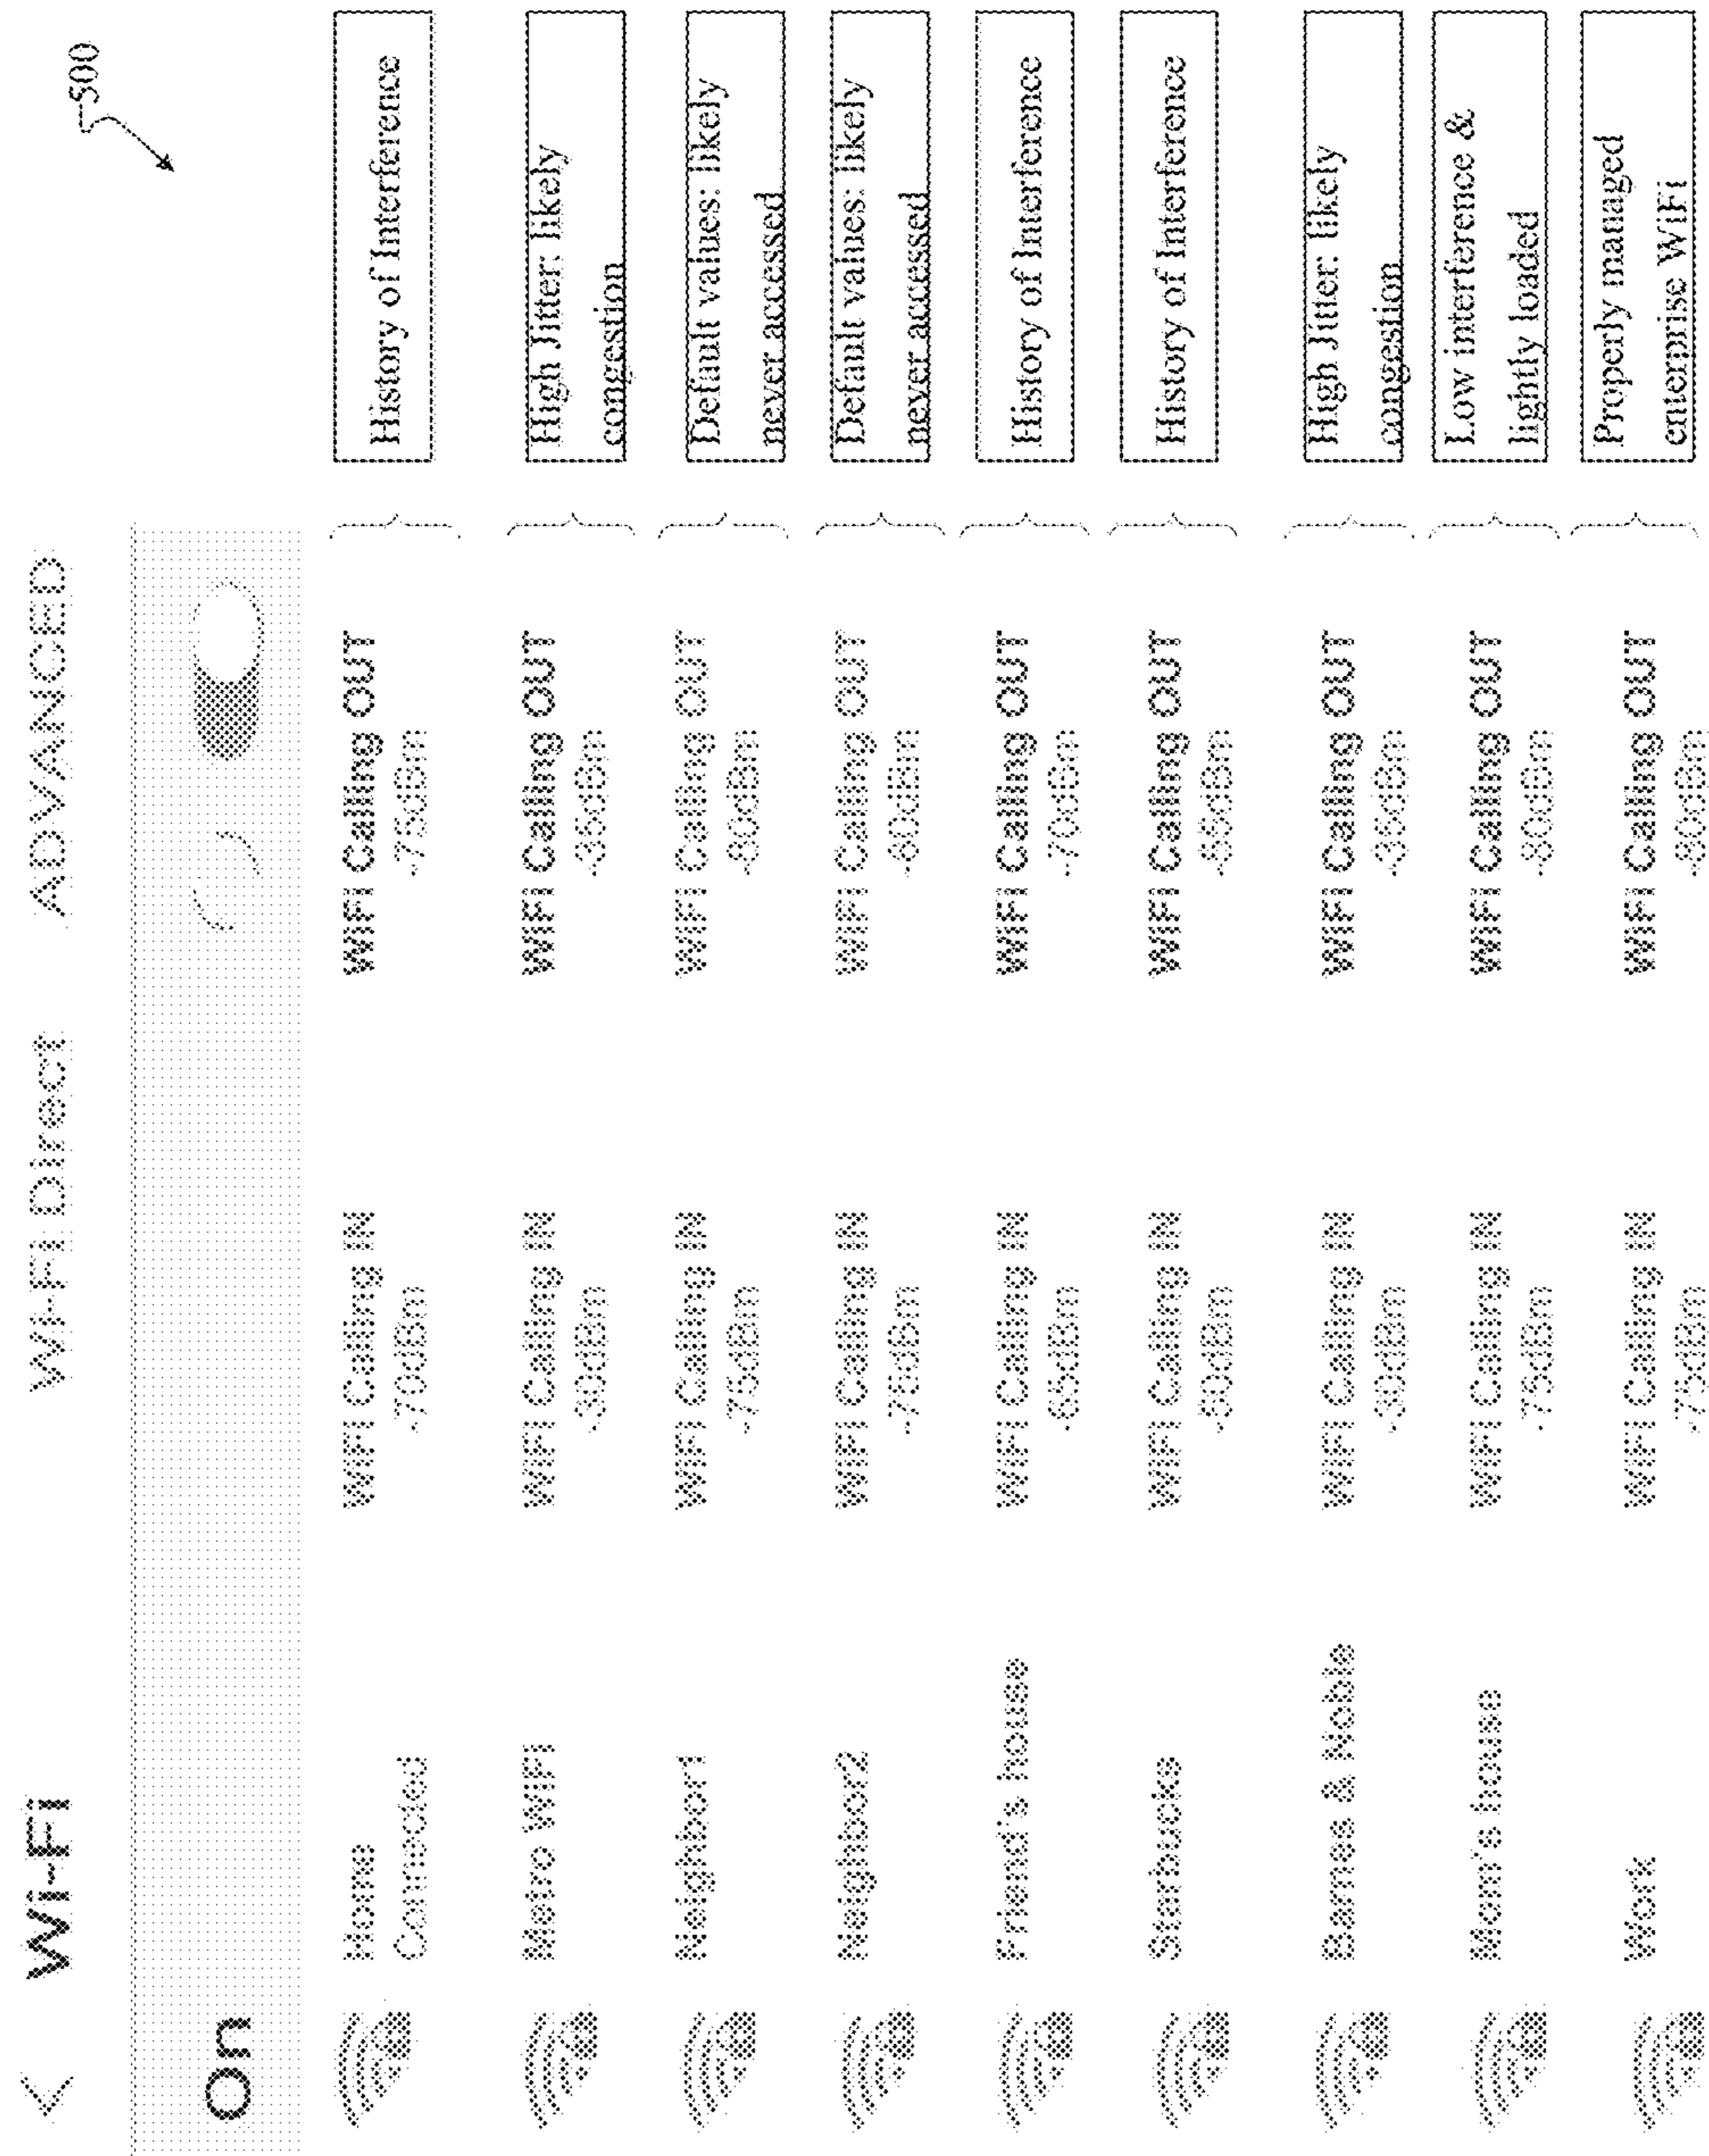 500
< Wi-Fi Wi-Fi Direct ADVANCED
On
Home WiFi Calling IN WiFi Calling OUT History of Interference
Connected -70dBm -75dBm
Metro WiFi WiFi Calling IN WiFi Calling OUT High Jitter: likely
-30dBm -35dBm congestion
Neighbor1 WiFi Calling IN WiFi Calling OUT Default values: likely
-75dBm -80dBm never accessed
Neighbor2 WiFi Calling IN WiFi Calling OUT Default values: likely
-75dBm -80dBm never accessed
Friend's house WiFi Calling IN WiFi Calling OUT History of Interference
-65dBm -70dBm
Starbucks WiFi Calling IN WiFi Calling OUT History of Interference
-50dBm -55dBm
Barnes & Noble WiFi Calling IN WiFi Calling OUT High Jitter: likely
-30dBm -35dBm congestion
Mom's house WiFi Calling IN WiFi Calling OUT Low interference &
-75dBm -80dBm lightly loaded
Work WiFi Calling IN WiFi Calling OUT Properly managed
-75dBm -80dBm enterprise WiFi